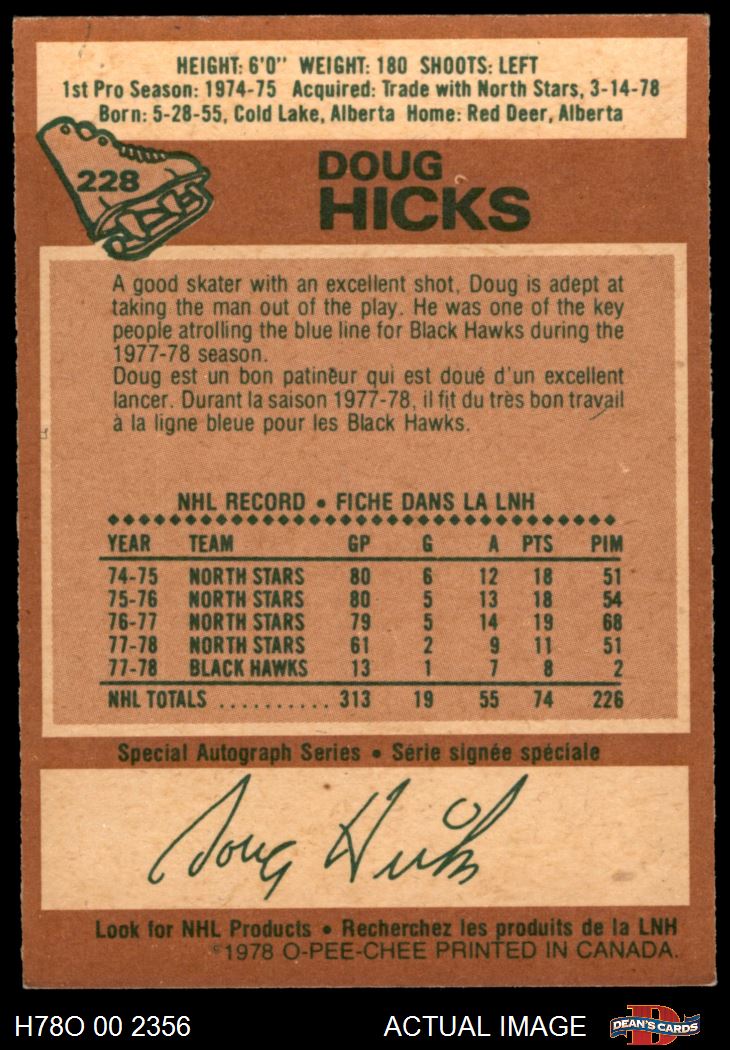 HEIGHT: 6'0" WEIGHT: 180 SHOOTS: LEFT
1st Pro Season: 1974-75 Acquired: Trade with North Stars, 3-14-78
Born: 5-28-55, Cold Lake, Alberta Home: Red Deer, Alberta
228
DOUG
HICKS
A good skater with an excellent shot, Doug is adept at
taking the man out of the play. He was one of the key
people atrolling the blue line for Black Hawks during the
1977-78 season.
Doug est un bon patineur qui est doué d'un excellent
lancer. Durant la saison 1977-78, il fit du très bon travail
à la ligne bleue pour les Black Hawks.
NHL RECORD • FICHE DANS LA LNH
YEAR TEAM GP G A PTS PIM
74-75 NORTH STARS 80 6 12 18 51
75-76 NORTH STARS 80 5 13 18 54
76-77 NORTH STARS 79 5 14 19 68
77-78 NORTH STARS 61 2 9 11 51
77-78 BLACK HAWKS 13 1 7 8 2
NHL TOTALS .......... 313 19 55 74 226
Special Autograph Series • Série signée spéciale
Doug Hicks
Look for NHL Products • Recherchez les produits de la LNH
©1978 O-PEE-CHEE PRINTED IN CANADA.
H78O 00 2356 ACTUAL IMAGE DEAN'S CARDS